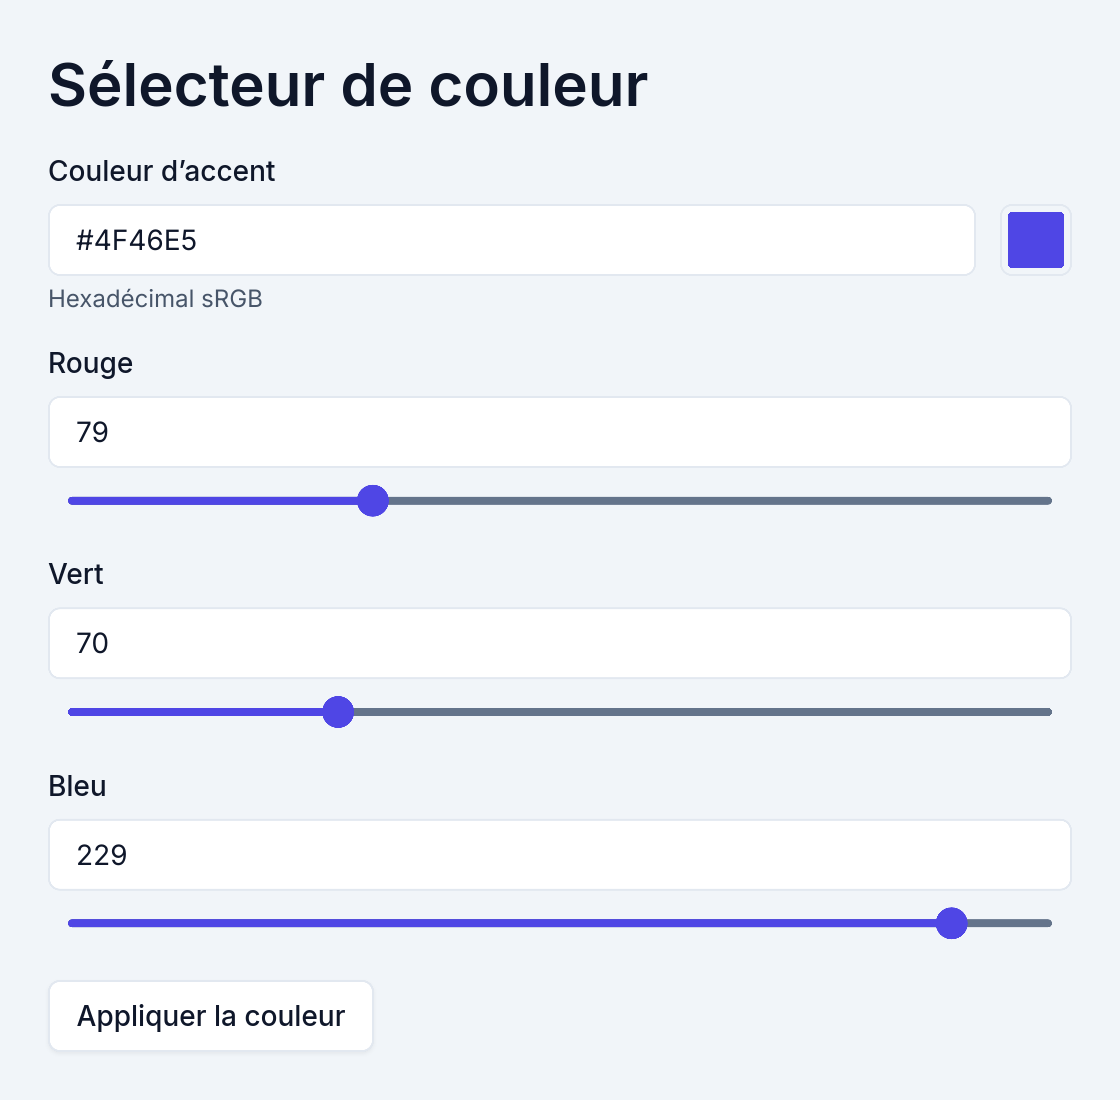 Sélecteur de couleur
Couleur d’accent
#4F46E5
Hexadécimal sRGB
Rouge
79
Vert
70
Bleu
229
Appliquer la couleur